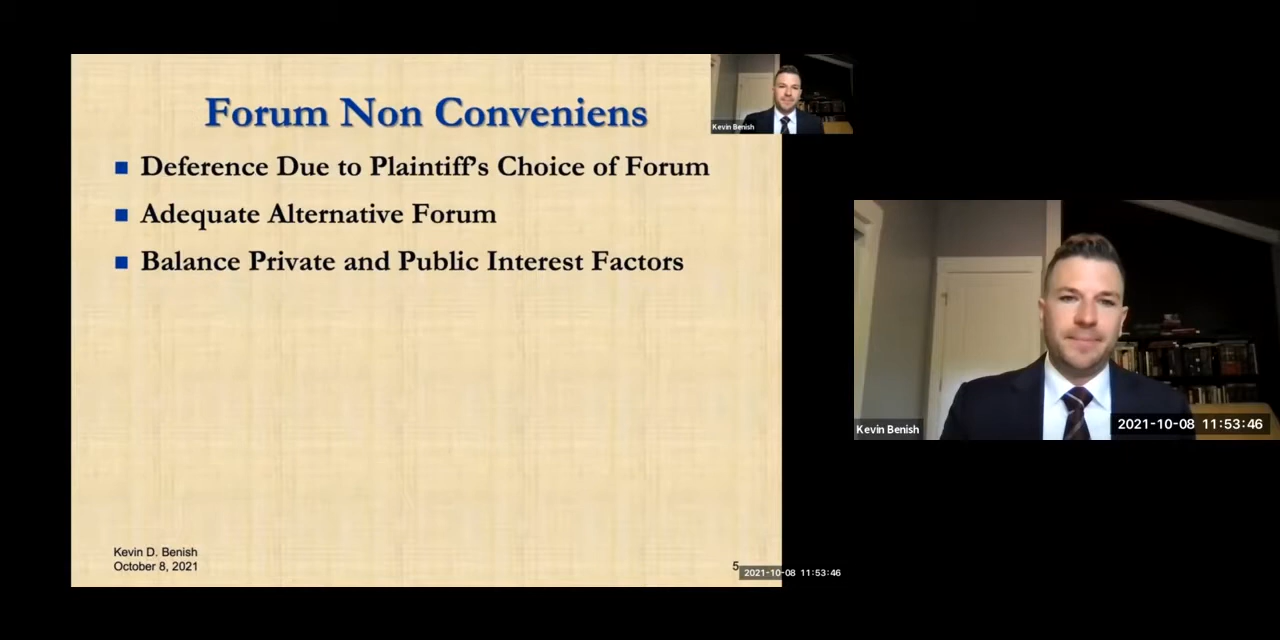 Forum Non Conveniens
Kevin Benish
■ Deference Due to Plaintiff's Choice of Forum
■ Adequate Alternative Forum
■ Balance Private and Public Interest Factors
Kevin Benish
2021-10-08 11:53:46
Kevin D. Benish
October 8, 2021
5
2021-10-08 11:53:46